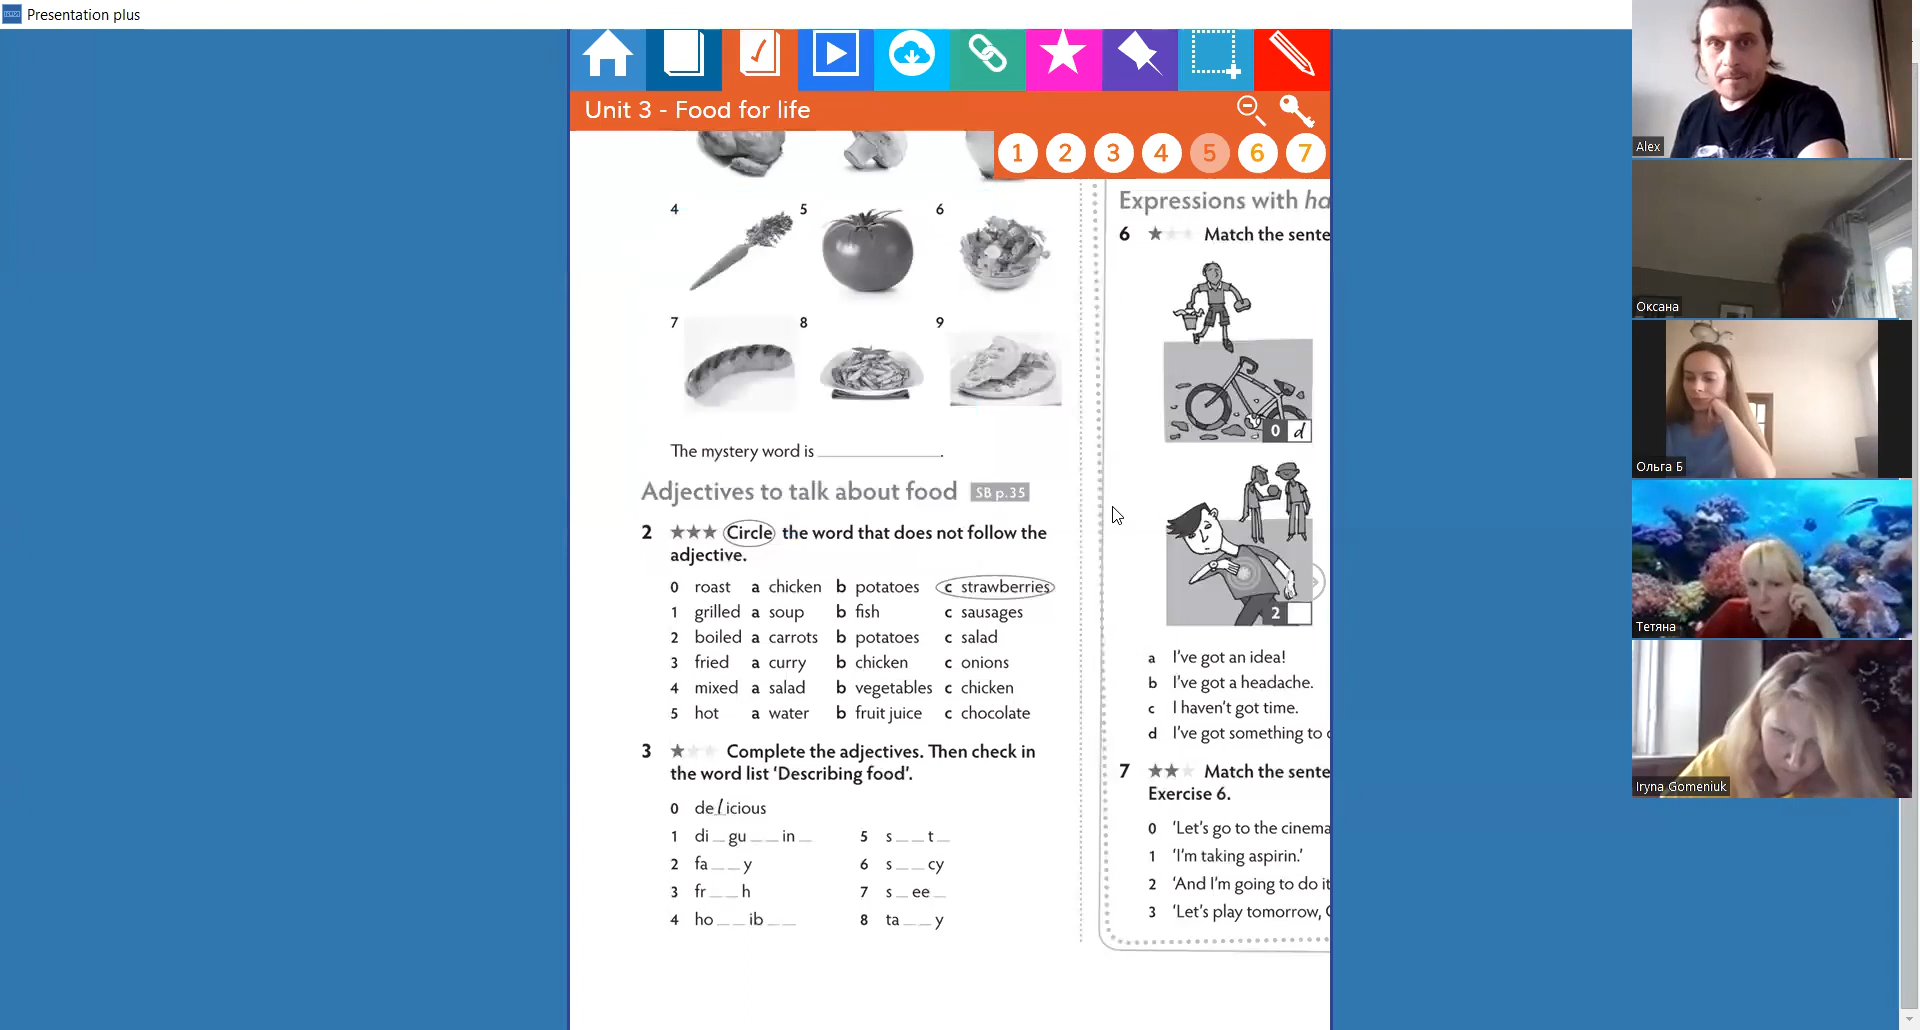 Presentation plus
Unit 3 - Food for life
1 2 3 4 5 6 7
4 5 6
7 8 9
The mystery word is ____________.
Adjectives to talk about food SB p.35
2 ★★★ Circle the word that does not follow the
adjective.
0 roast a chicken b potatoes c strawberries
1 grilled a soup b fish c sausages
2 boiled a carrots b potatoes c salad
3 fried a curry b chicken c onions
4 mixed a salad b vegetables c chicken
5 hot a water b fruit juice c chocolate
3 ★★★ Complete the adjectives. Then check in
the word list ‘Describing food’.
0 delicious
1 di _ gu _ _ in _
2 fa _ _ y
3 fr _ _ h
4 ho _ _ ib _ _
5 s _ _ t _
6 s _ _ cy
7 s _ ee _
8 ta _ _ y
Expressions with
6 ★★★ Match the
0 d
2
a I’ve got an idea!
b I’ve got a headache.
c I haven’t got time.
d I’ve got something to
7 ★★★ Match the
Exercise 6.
0 ‘Let’s go to the cinema
1 ‘I’m taking aspirin.’
2 ‘And I’m going to do it
3 ‘Let’s play tomorrow,
Alex
Оксана
Ольга Б
Тетяна
Iryna Gomeniuk